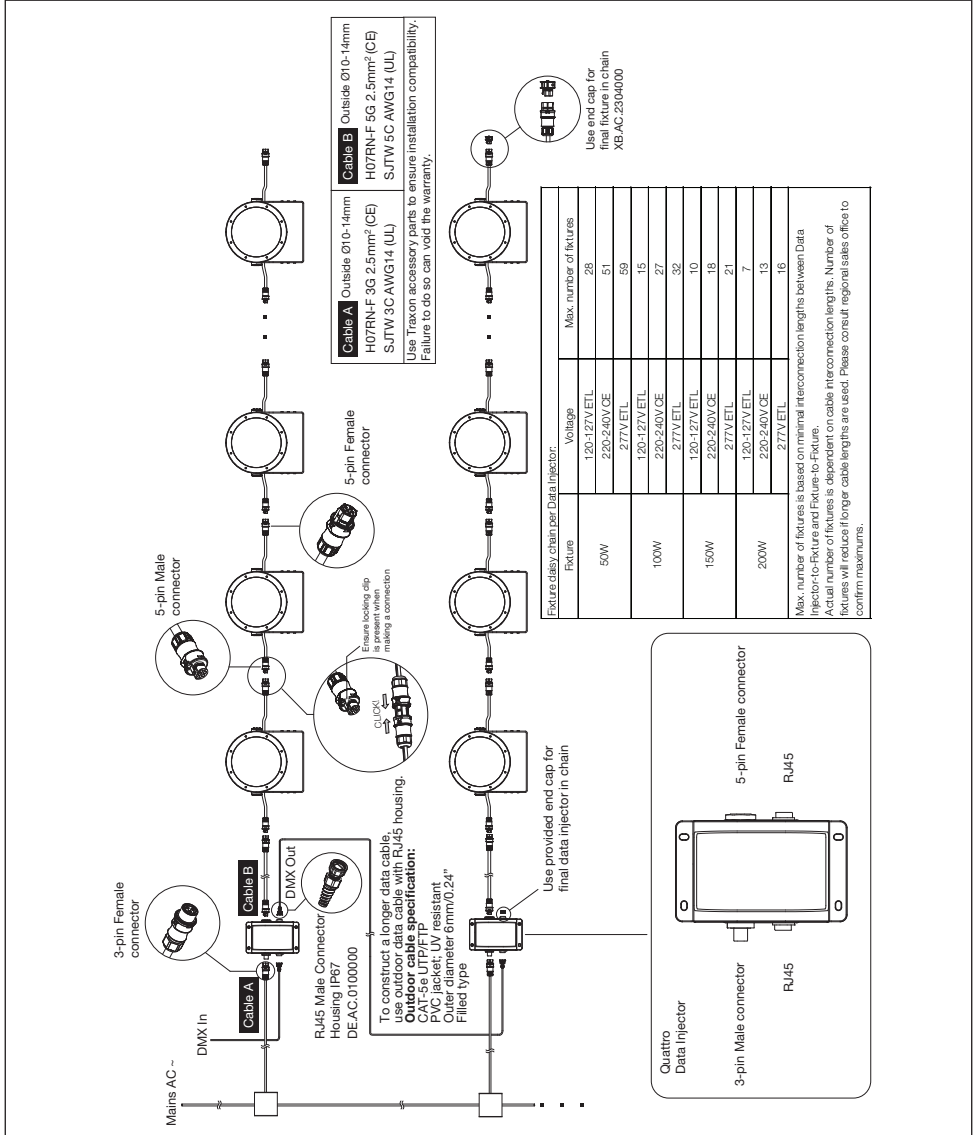 Mains AC ~
DMX In
Cable A
3-pin Female
connector
Cable B
DMX Out
RJ45 Male Connector
Housing IP67
DE.AC.0100000
To construct a longer data cable,
use outdoor data cable with RJ45 housing.
Outdoor cable specification:
CAT-5e UTP/FTP
PVC jacket; UV resistant
Outer diameter 6mm/0.24"
Filled type
5-pin Male
connector
Ensure locking clip
is present when
making a connection
CLICK!
5-pin Female
connector
Cable A Outside Ø10-14mm
H07RN-F 3G 2.5mm² (CE)
SJTW 3C AWG14 (UL)
Cable B Outside Ø10-14mm
H07RN-F 5G 2.5mm² (CE)
SJTW 5C AWG14 (UL)
Use Traxon accessory parts to ensure installation compatibility.
Failure to do so can void the warranty.
Use provided end cap for
final data injector in chain
Use end cap for
final fixture in chain
XB.AC.2304000
Quattro
Data Injector
3-pin Male connector
5-pin Female connector
RJ45
RJ45
Fixture daisy chain per Data Injector:
Fixture Voltage Max. number of fixtures
50W 120-127V ETL 28
220-240V CE 51
277V ETL 59
100W 120-127V ETL 15
220-240V CE 27
277V ETL 32
150W 120-127V ETL 10
220-240V CE 18
277V ETL 21
200W 120-127V ETL 7
220-240V CE 13
277V ETL 16
Max. number of fixtures is based on minimal interconnection lengths between Data
Injector-to-Fixture and Fixture-to-Fixture.
Actual number of fixtures is dependent on cable interconnection lengths. Number of
fixtures will reduce if longer cable lengths are used. Please consult regional sales office to
confirm maximums.